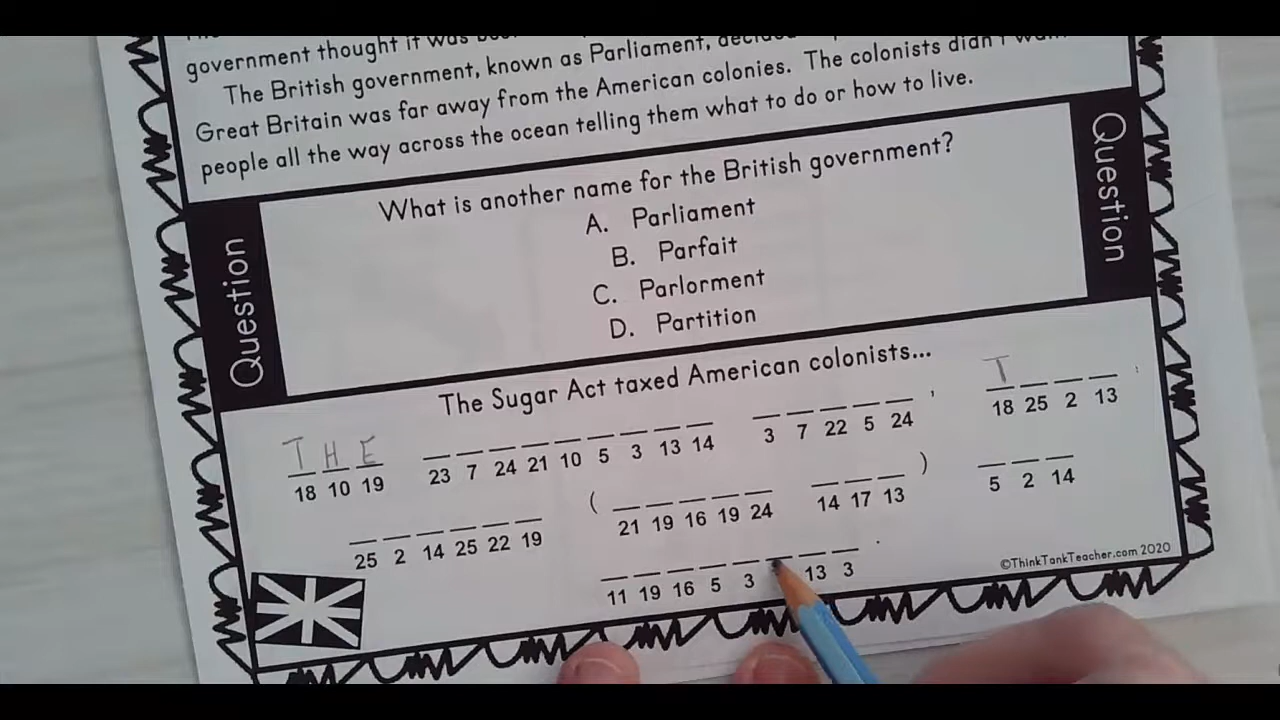 government thought it was
The British government, known as Parliament,
Great Britain was far away from the American colonies. The colonists didn't
people all the way across the ocean telling them what to do or how to live.
Question
What is another name for the British government?
A. Parliament
B. Parfait
C. Parlorment
D. Partition
Question
The Sugar Act taxed American colonists...
T H E
18 10 19
23 7 24 21 10 5 3 13 14
3 7 22 5 24 ,
T
18 25 2 13
25 2 14 25 22 19
( 21 19 16 19 24
14 17 13 )
5 2 14
11 19 16 5 3 13 3 .
©ThinkTankTeacher.com 2020